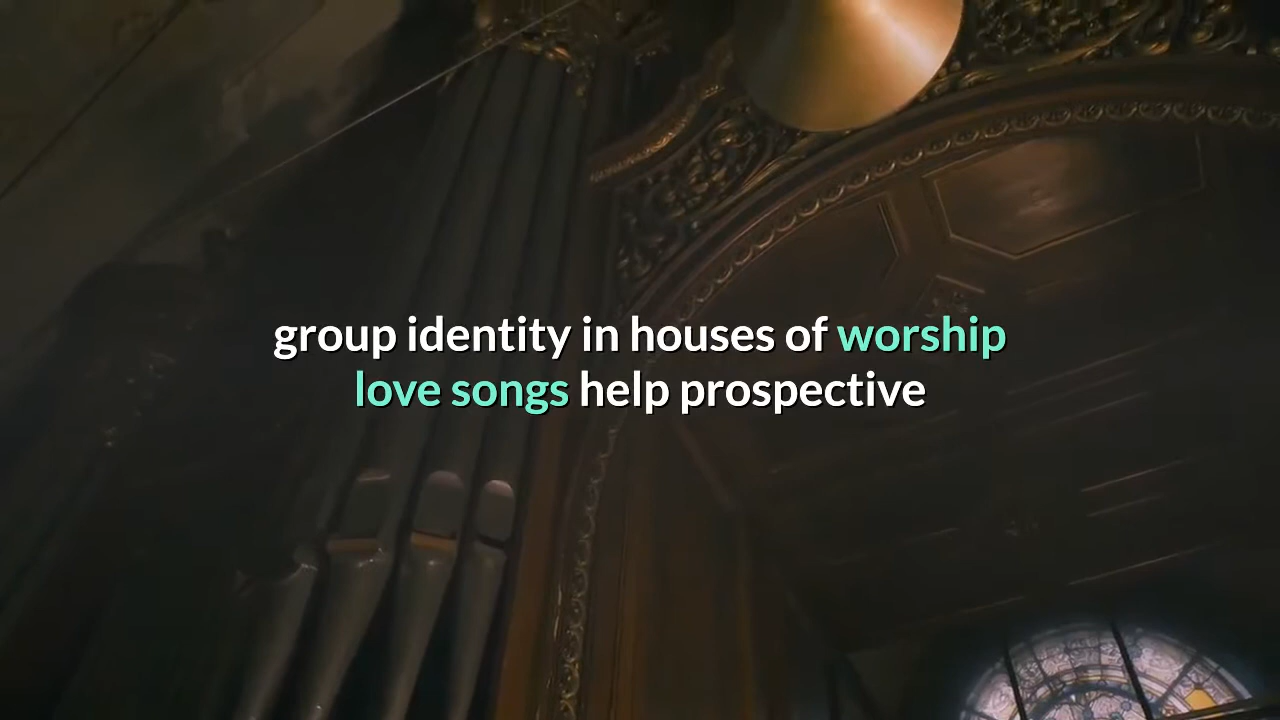 group identity in houses of worship
love songs help prospective